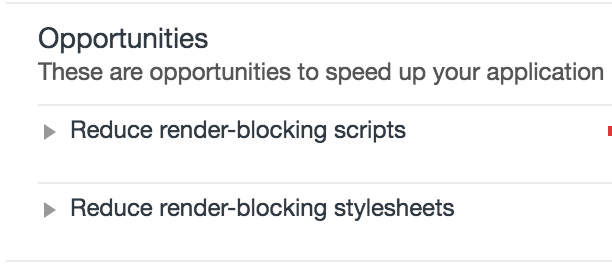 Opportunities
These are opportunities to speed up your application
Reduce render-blocking scripts
Reduce render-blocking stylesheets